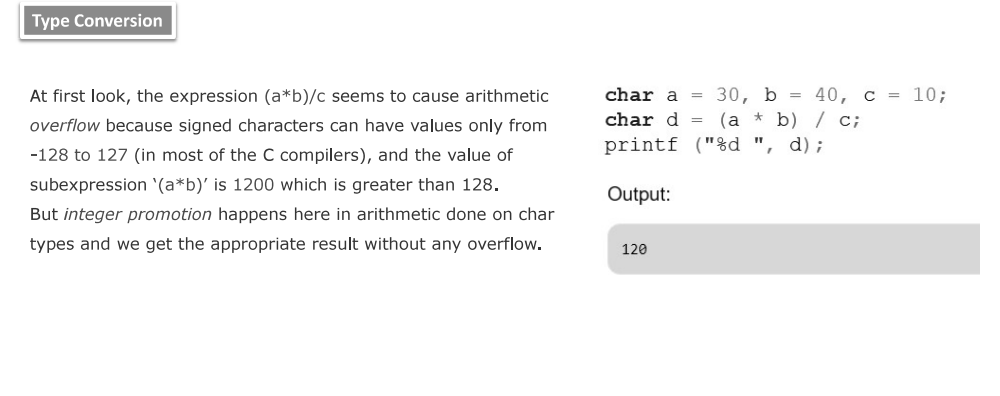 Type Conversion
At first look, the expression (a*b)/c seems to cause arithmetic
overflow because signed characters can have values only from
-128 to 127 (in most of the C compilers), and the value of
subexpression ‘(a*b)’ is 1200 which is greater than 128.
But integer promotion happens here in arithmetic done on char
types and we get the appropriate result without any overflow.
char a = 30, b = 40, c = 10;
char d = (a * b) / c;
printf ("%d ", d);
Output:
120